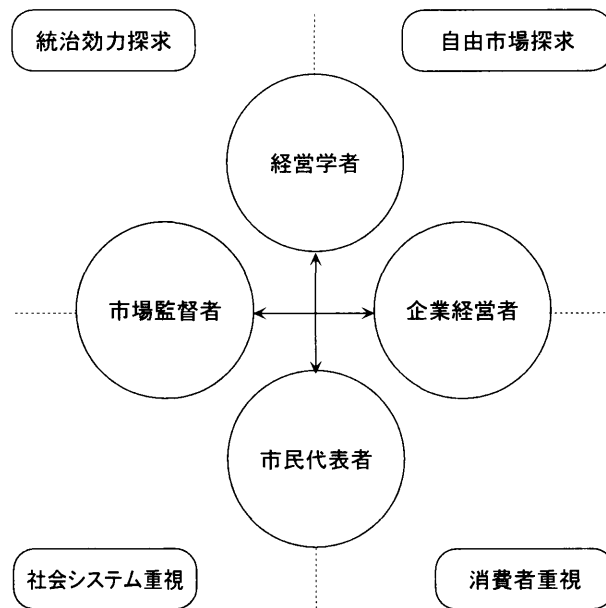 統治効力探求
自由市場探求
経営学者
市場監督者
企業経営者
市民代表者
社会システム重視
消費者重視